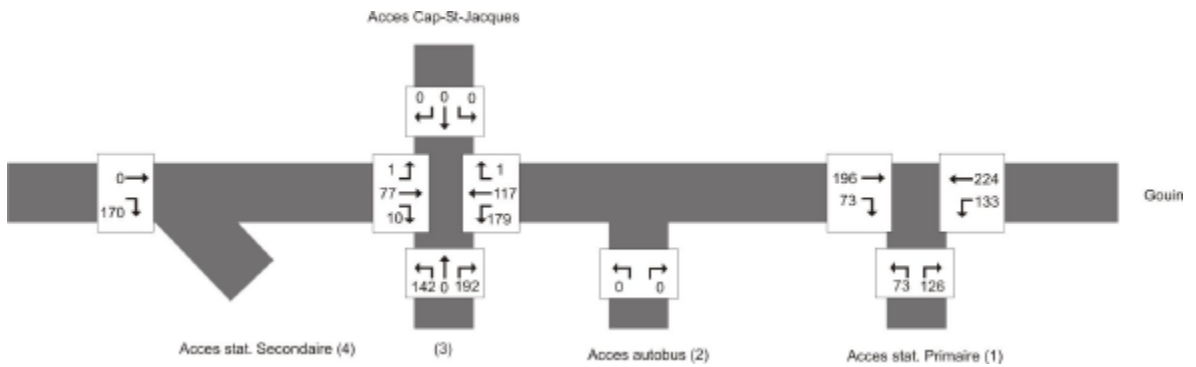 Acces Cap-St-Jacques
0 0 0
0
170
1
77
10
1
117
179
196
73
224
133
Gouin
142 0 192
0 0
73 126
Acces stat. Secondaire (4)
(3)
Acces autobus (2)
Acces stat. Primaire (1)